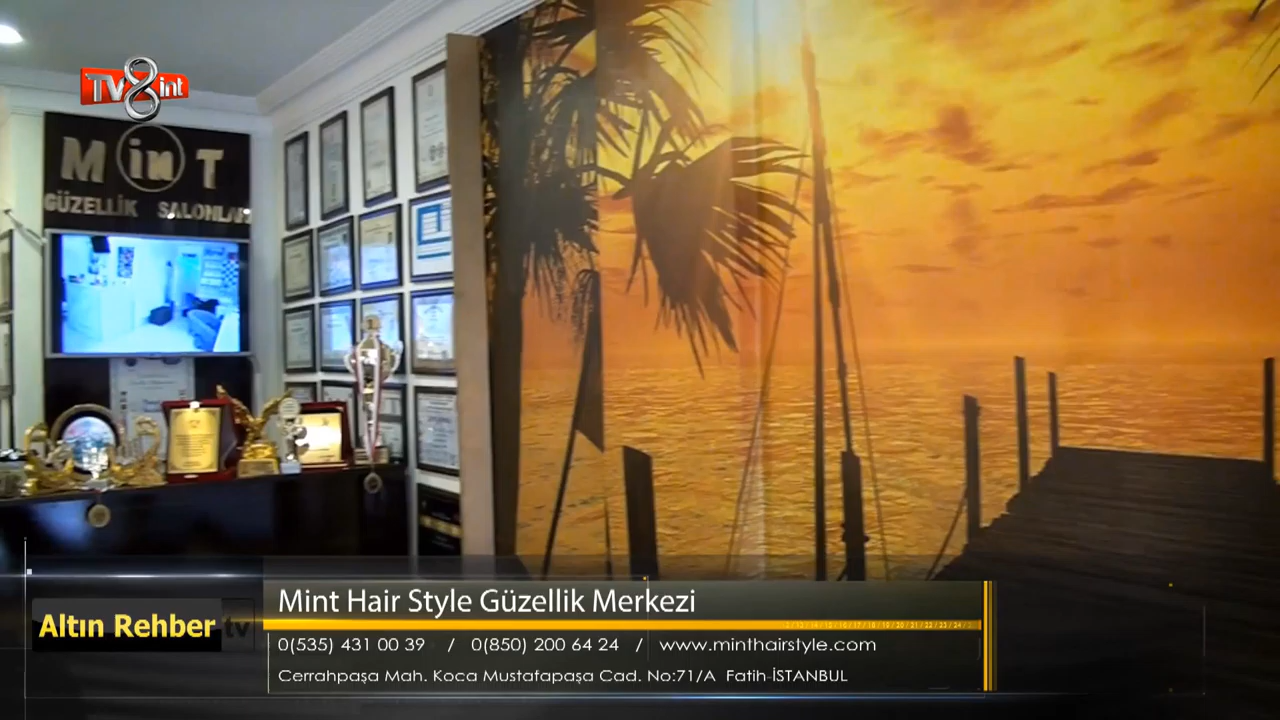 TV8int
MinT
GÜZELLİK SALONLARI
Mint Hair Style Güzellik Merkezi
Altın Rehber tv
0(535) 431 00 39 / 0(850) 200 64 24 / www.minthairstyle.com
Cerrahpaşa Mah. Koca Mustafapaşa Cad. No:71/A Fatih-İSTANBUL